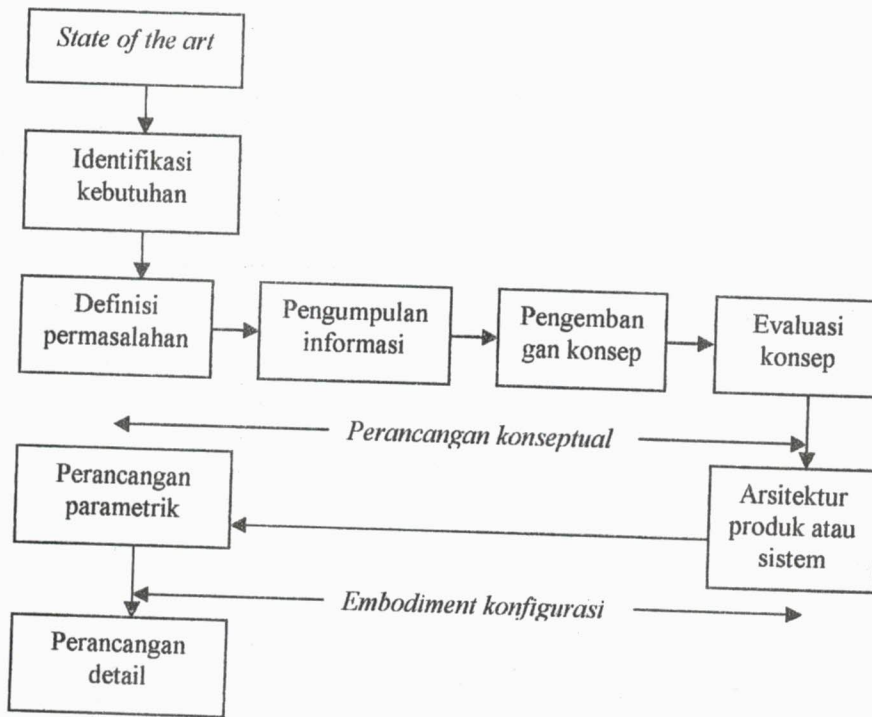 State of the art
Identifikasi
kebutuhan
Definisi
permasalahan
Pengumpulan
informasi
Pengemban
gan konsep
Evaluasi
konsep
Perancangan konseptual
Perancangan
parametrik
Arsitektur
produk atau
sistem
Embodiment konfigurasi
Perancangan
detail